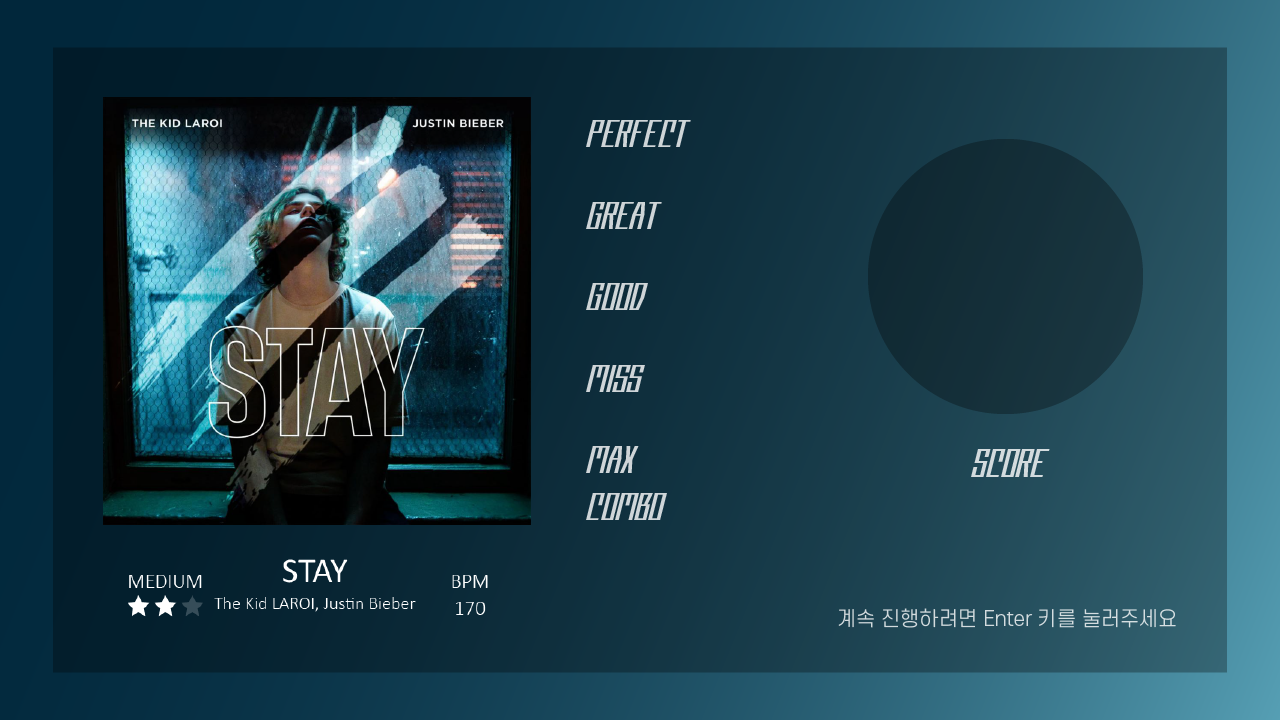 THE KID LAROI
JUSTIN BIEBER
STAY
MEDIUM
STAY
The Kid LAROI, Justin Bieber
BPM
170
PERFECT
GREAT
GOOD
MISS
MAX
COMBO
SCORE
계속 진행하려면 Enter 키를 눌러주세요